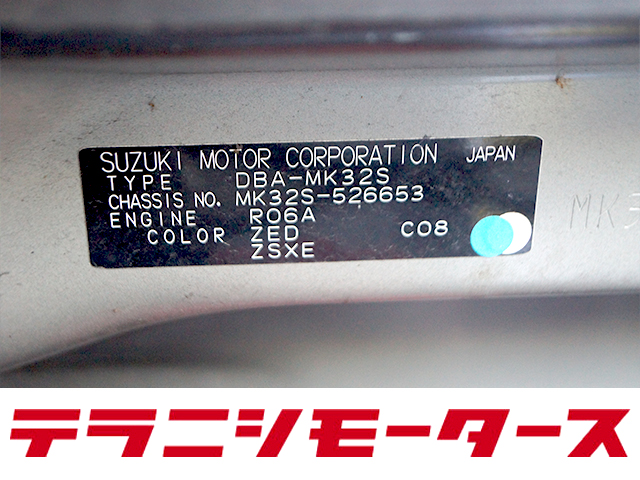 SUZUKI MOTOR CORPORATION JAPAN
TYPE DBA-MK32S
CHASSIS NO. MK32S-526653
ENGINE R06A
COLOR ZED C08
ZSXE
MK
テラニシモータース